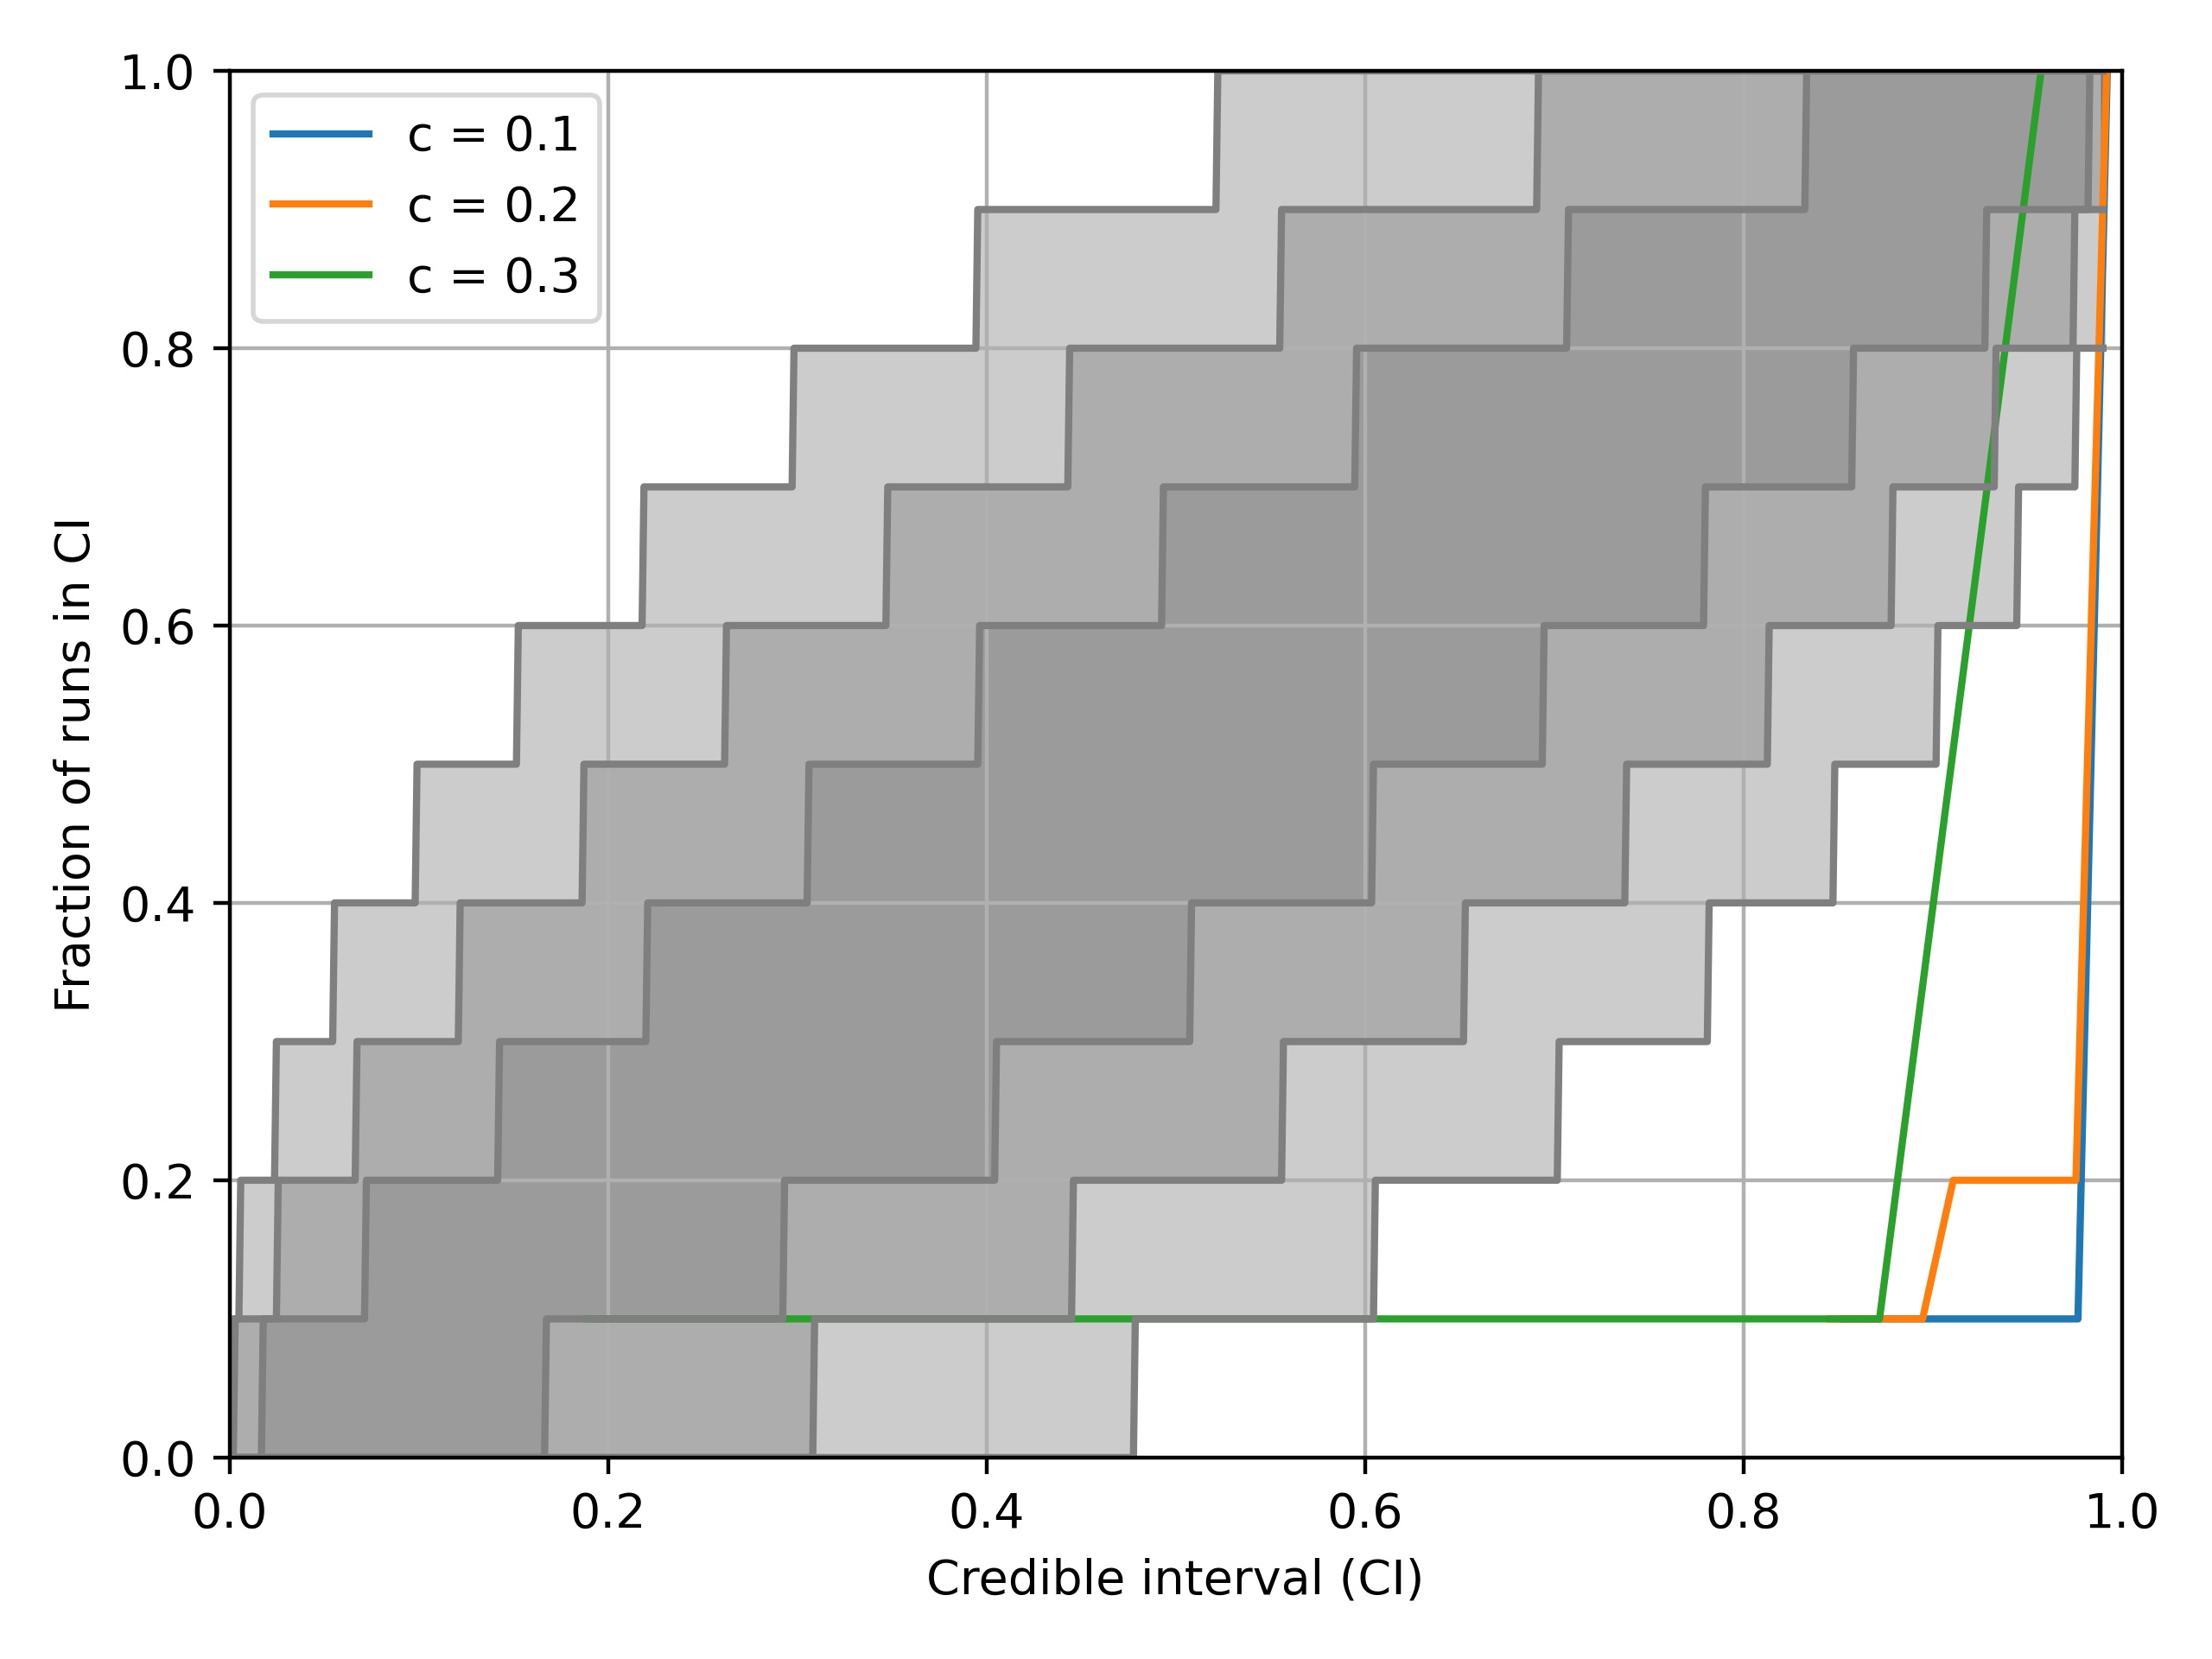 1.0
0.8
0.6
0.4
0.2
0.0
Fraction of runs in CI
c = 0.1
c = 0.2
c = 0.3
0.0 0.2 0.4 0.6 0.8 1.0
Credible interval (CI)